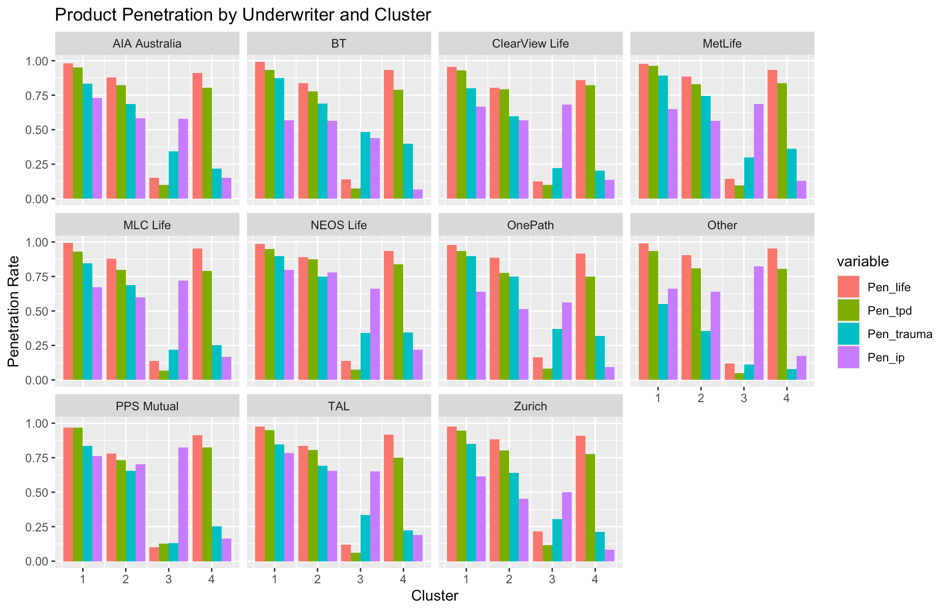 Product Penetration by Underwriter and Cluster
AIA Australia BT ClearView Life MetLife
1.00
0.75
0.50
0.25
0.00
MLC Life NEOS Life OnePath Other
1.00
0.75
0.50
0.25
0.00
1 2 3 4
PPS Mutual TAL Zurich
1.00
0.75
0.50
0.25
0.00
1 2 3 4 1 2 3 4 1 2 3 4
Cluster
Penetration Rate
variable
Pen_life
Pen_tpd
Pen_trauma
Pen_ip